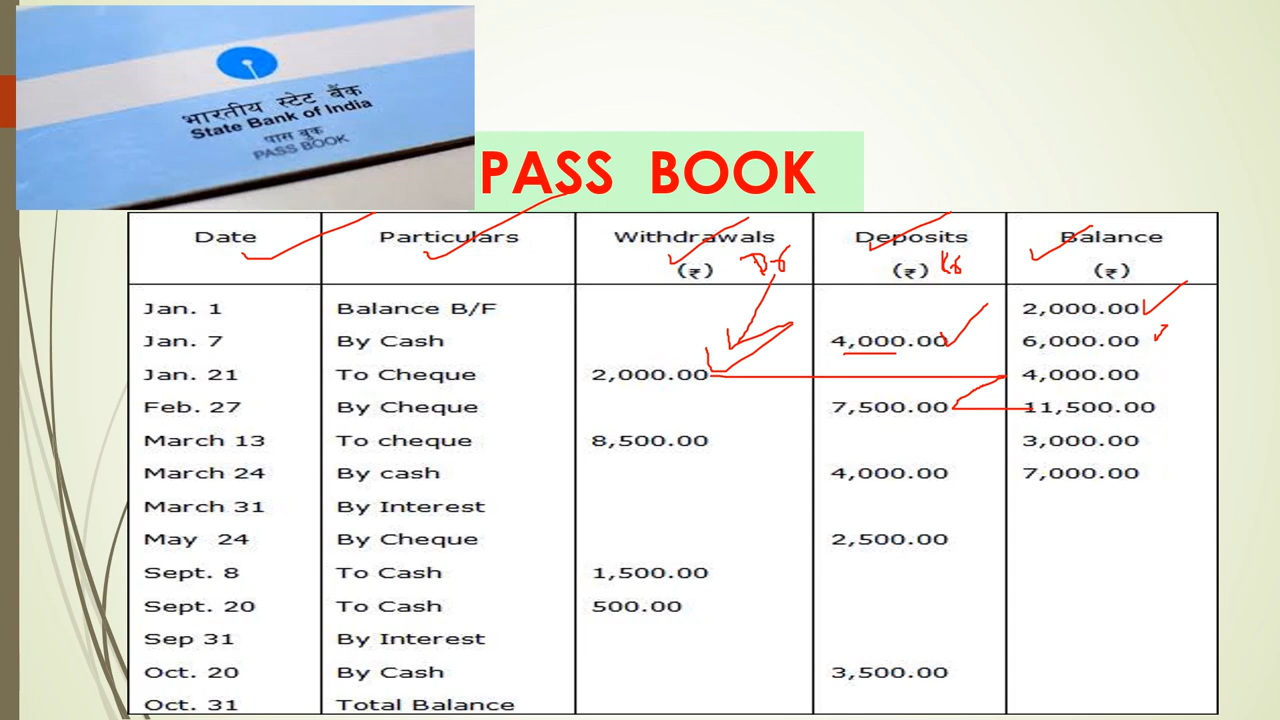 भारतीय स्टेट बैंक
State Bank of India
पास बुक
PASS BOOK
PASS BOOK
Date Particulars Withdrawals Deposits Balance
(₹) Dr (₹) (₹)
Jan. 1 Balance B/F 2,000.00
Jan. 7 By Cash 4,000.00 6,000.00
Jan. 21 To Cheque 2,000.00 4,000.00
Feb. 27 By Cheque 7,500.00 11,500.00
March 13 To cheque 8,500.00 3,000.00
March 24 By cash 4,000.00 7,000.00
March 31 By Interest
May 24 By Cheque 2,500.00
Sept. 8 To Cash 1,500.00
Sept. 20 To Cash 500.00
Sep 31 By Interest
Oct. 20 By Cash 3,500.00
Oct. 31 Total Balance